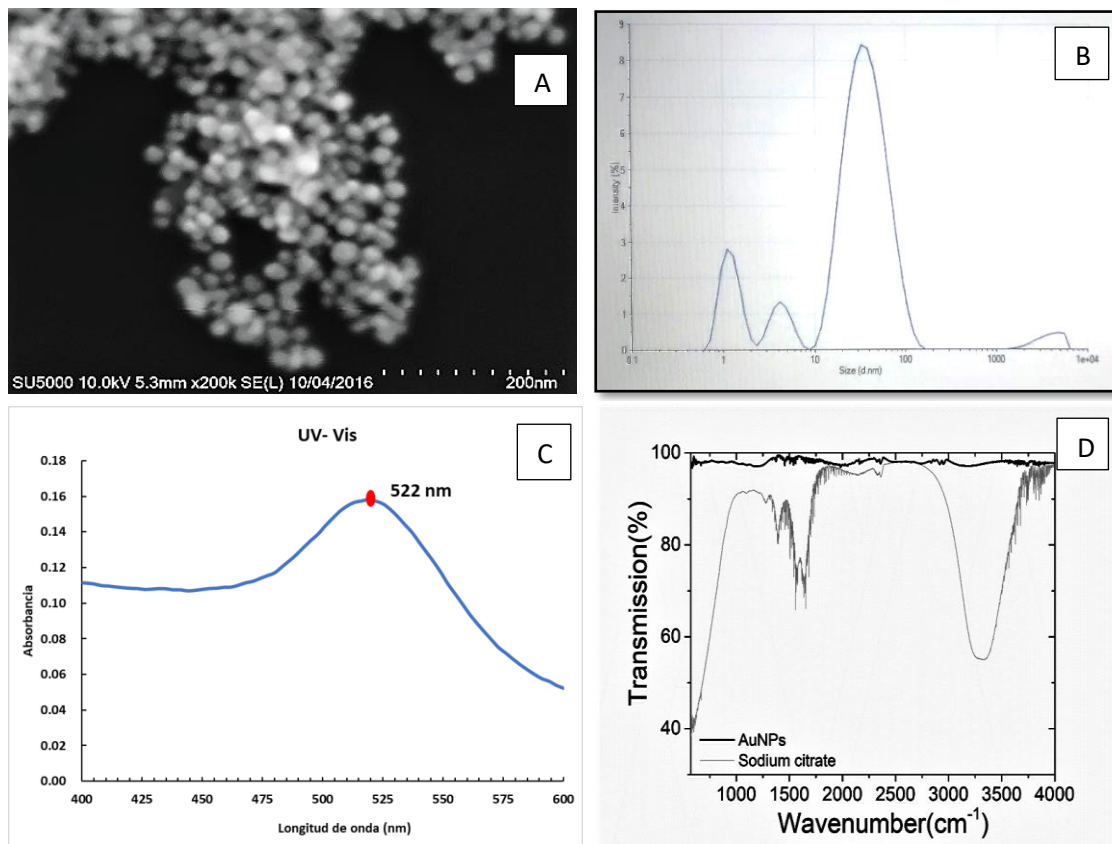 A
SU5000 10.0kV 5.3mm x200k SE(L) 10/04/2016
200nm
B
9
8
7
6
5
4
3
2
1
0
Intensity (%)
0.1
1
10
100
1000
1e+04
Size (d.nm)
UV- Vis
C
522 nm
0.18
0.16
0.14
0.12
0.10
0.08
0.06
0.04
0.02
0.00
Absorbancia
400
425
450
475
500
525
550
575
600
Longitud de onda (nm)
D
100
80
60
40
Transmission(%)
AuNPs
Sodium citrate
1000
1500
2000
2500
3000
3500
4000
Wavenumber(cm⁻¹)